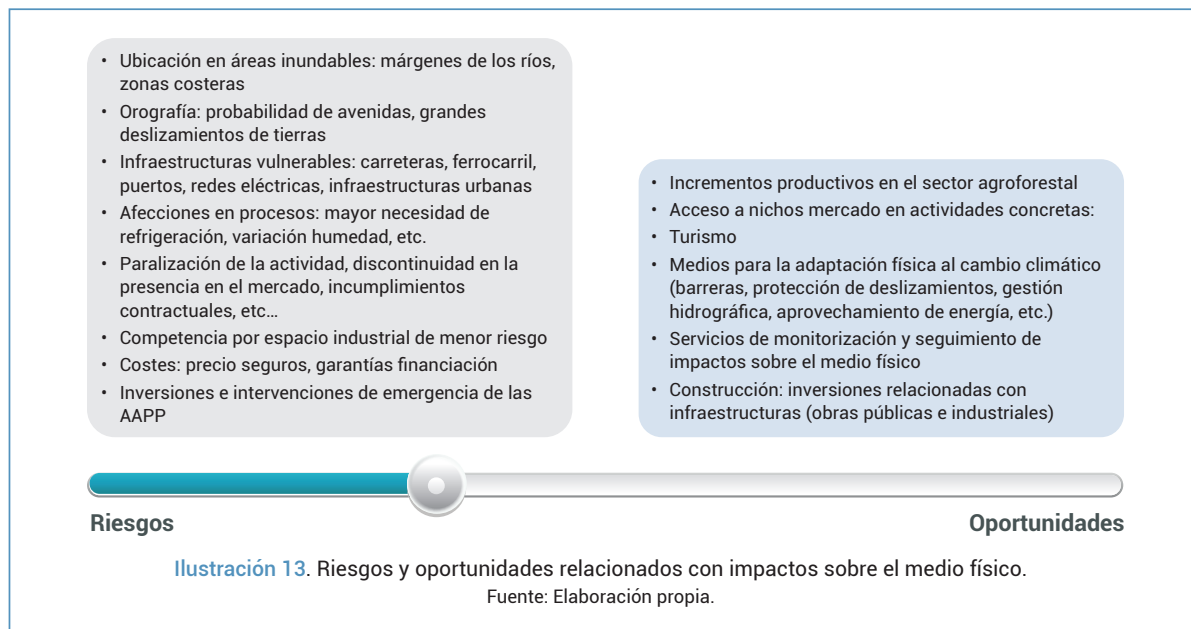 • Ubicación en áreas inundables: márgenes de los ríos,
zonas costeras
• Orografía: probabilidad de avenidas, grandes
deslizamientos de tierras
• Infraestructuras vulnerables: carreteras, ferrocarril,
puertos, redes eléctricas, infraestructuras urbanas
• Afecciones en procesos: mayor necesidad de
refrigeración, variación humedad, etc.
• Paralización de la actividad, discontinuidad en la
presencia en el mercado, incumplimientos
contractuales, etc…
• Competencia por espacio industrial de menor riesgo
• Costes: precio seguros, garantías financiación
• Inversiones e intervenciones de emergencia de las
AAPP
• Incrementos productivos en el sector agroforestal
• Acceso a nichos mercado en actividades concretas:
• Turismo
• Medios para la adaptación física al cambio climático
(barreras, protección de deslizamientos, gestión
hidrográfica, aprovechamiento de energía, etc.)
• Servicios de monitorización y seguimiento de
impactos sobre el medio físico
• Construcción: inversiones relacionadas con
infraestructuras (obras públicas e industriales)
Riesgos
Oportunidades
Ilustración 13. Riesgos y oportunidades relacionados con impactos sobre el medio físico.
Fuente: Elaboración propia.